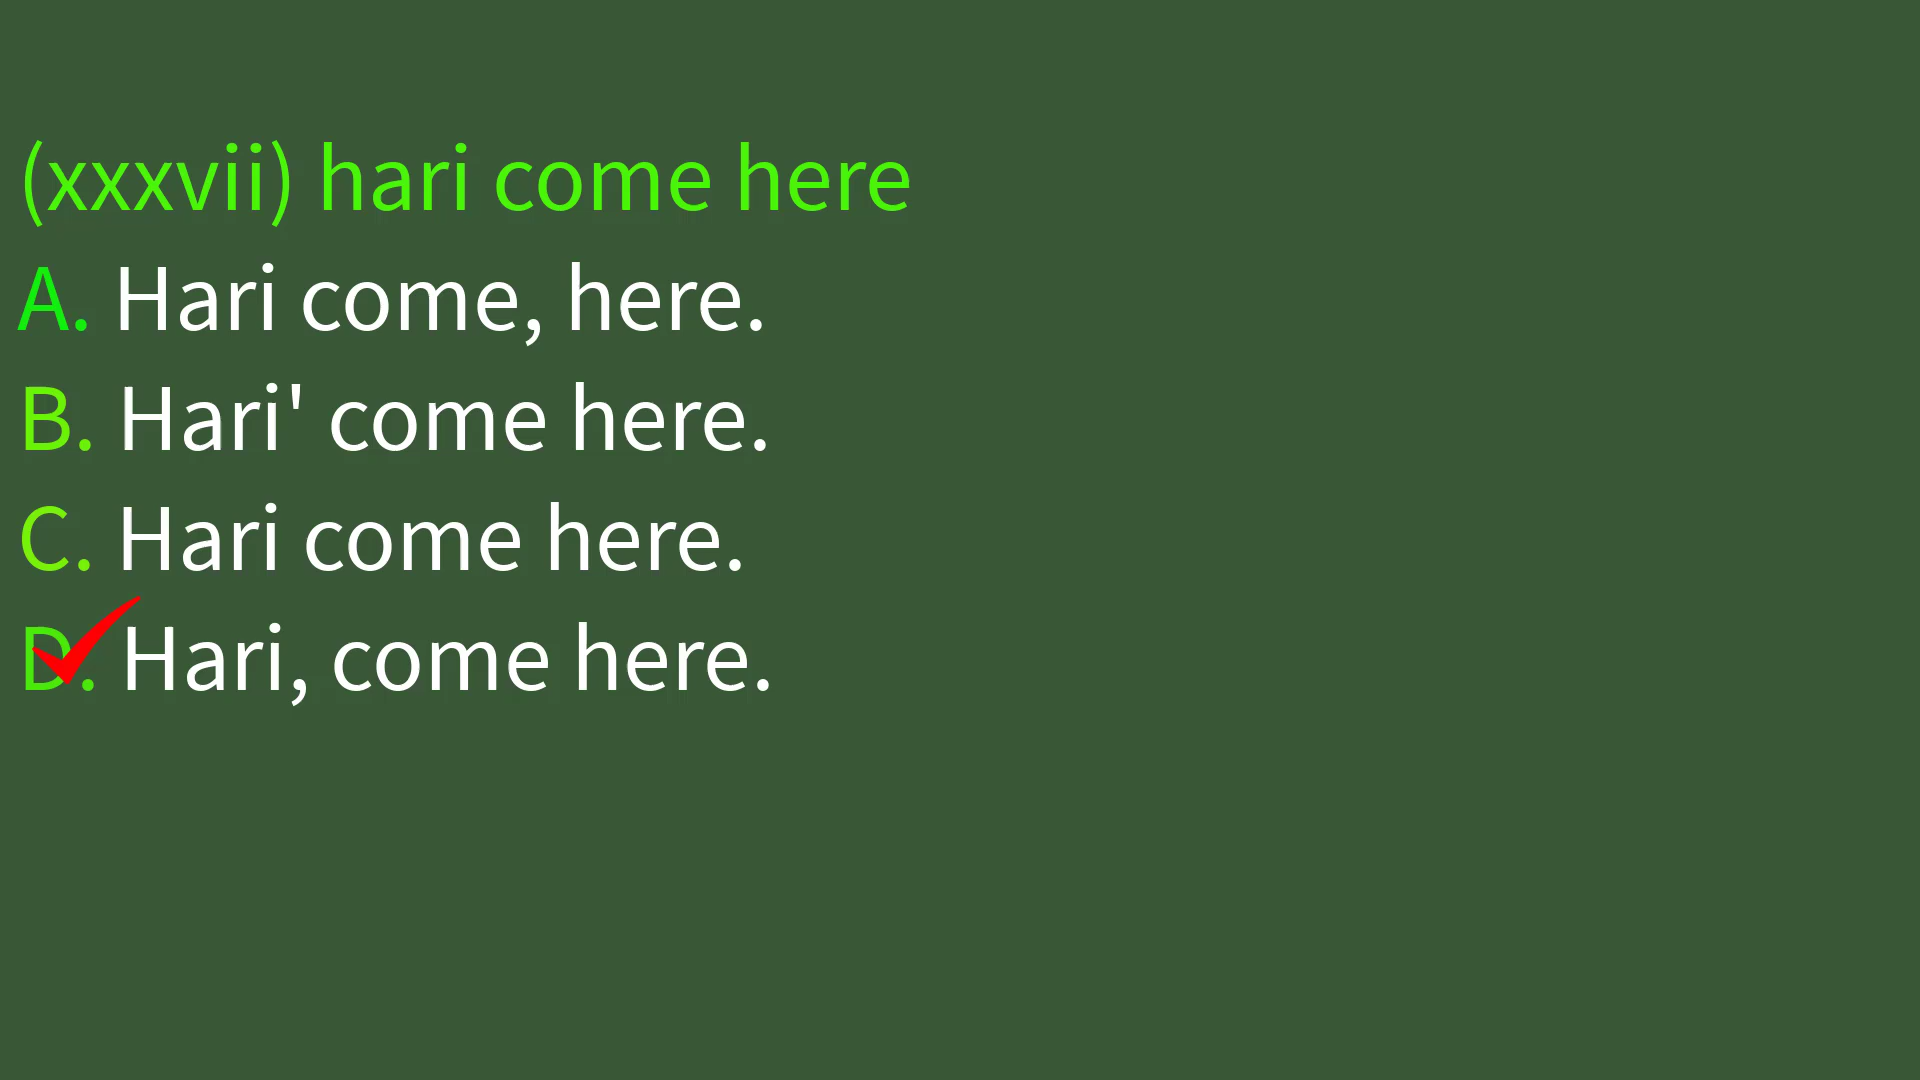 (xxxvii) hari come here
A. Hari come, here.
B. Hari' come here.
C. Hari come here.
D. Hari, come here.